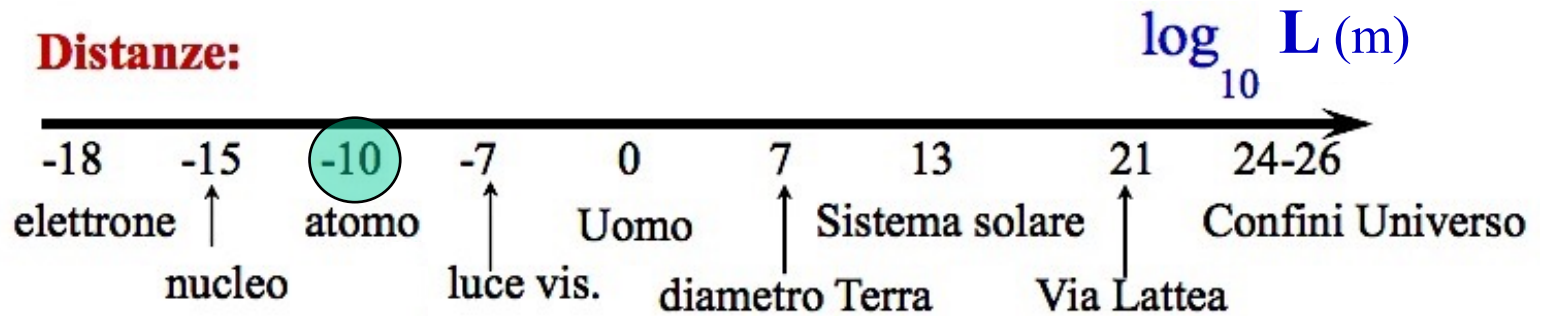 Distanze:
log10 L (m)
-18 -15 -10 -7 0 7 13 21 24-26
elettrone atomo Uomo Sistema solare Confini Universo
nucleo luce vis. diametro Terra Via Lattea